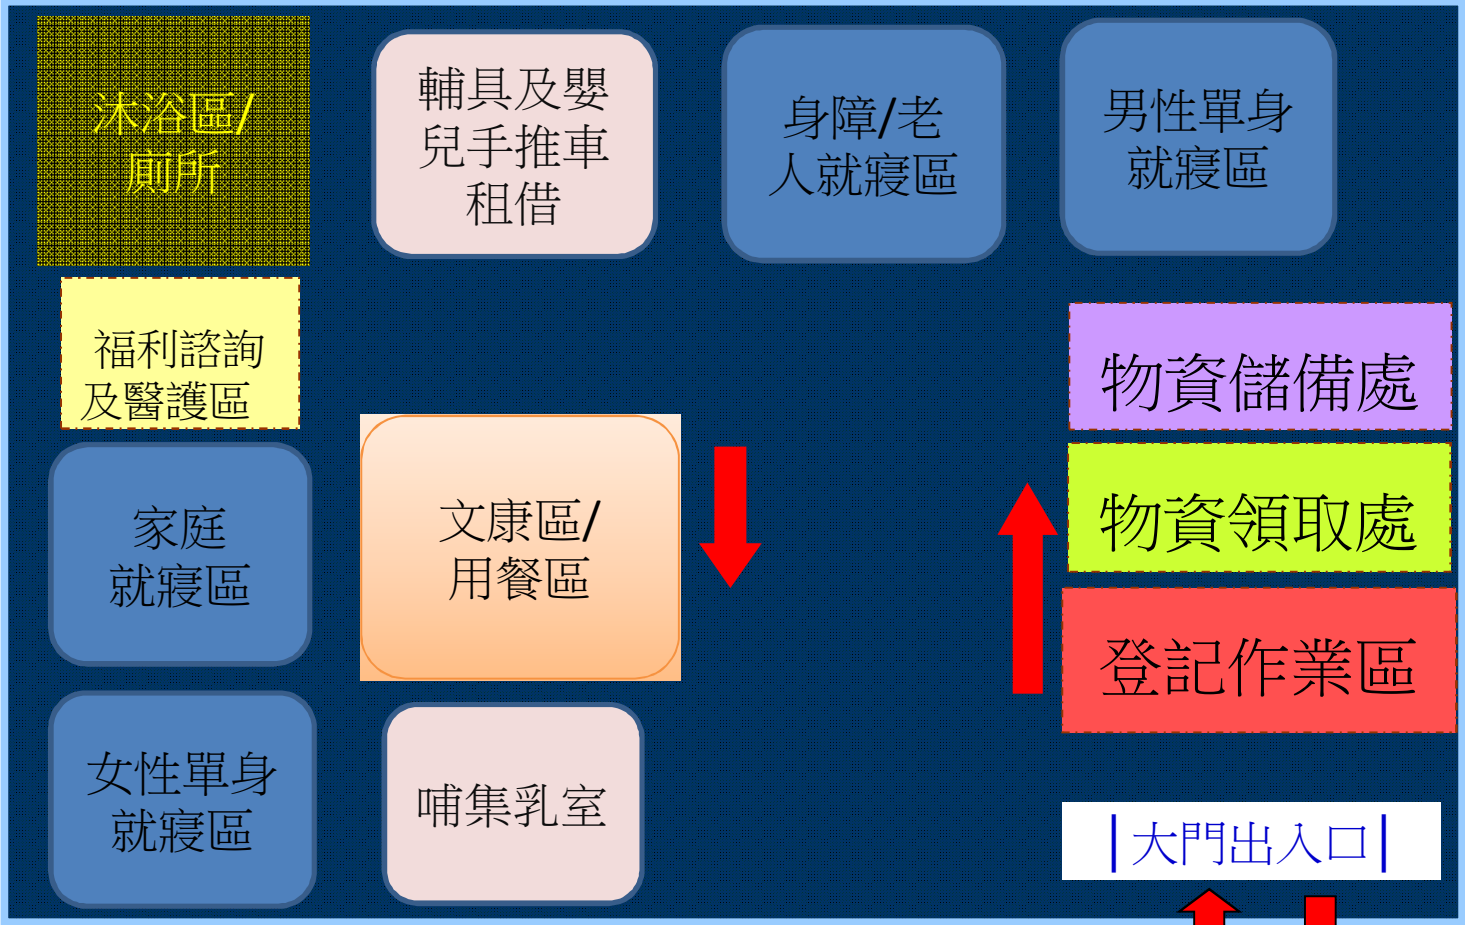 沐浴區/
廁所
輔具及嬰
兒手推車
租借
身障/老
人就寢區
男性單身
就寢區
福利諮詢
及醫護區
物資儲備處
家庭
就寢區
文康區/
用餐區
物資領取處
登記作業區
女性單身
就寢區
哺集乳室
|大門出入口|